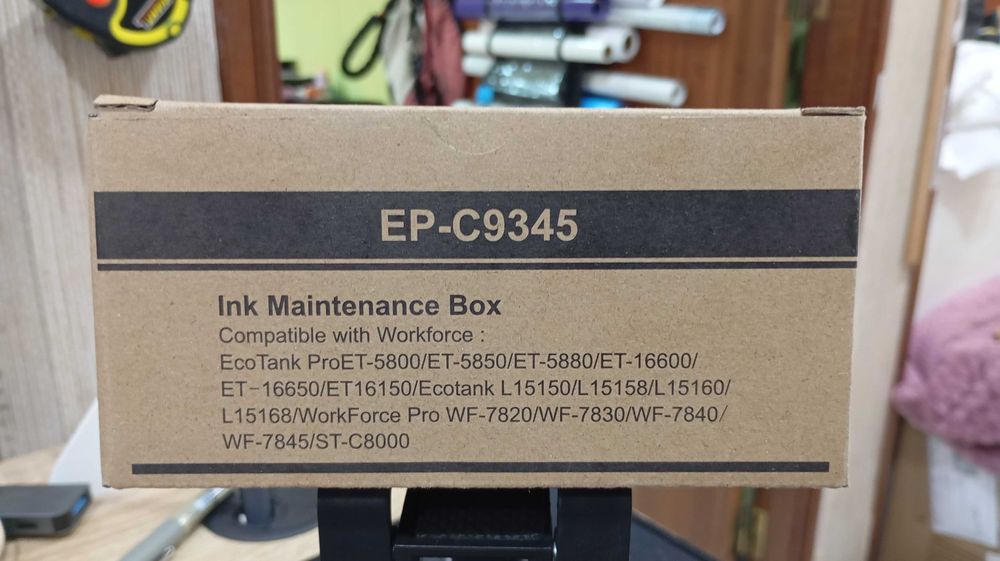 EP-C9345
Ink Maintenance Box
Compatible with Workforce :
EcoTank ProET-5800/ET-5850/ET-5880/ET-16600/
ET-16650/ET16150/Ecotank L15150/L15158/L15160/
L15168/WorkForce Pro WF-7820/WF-7830/WF-7840/
WF-7845/ST-C8000